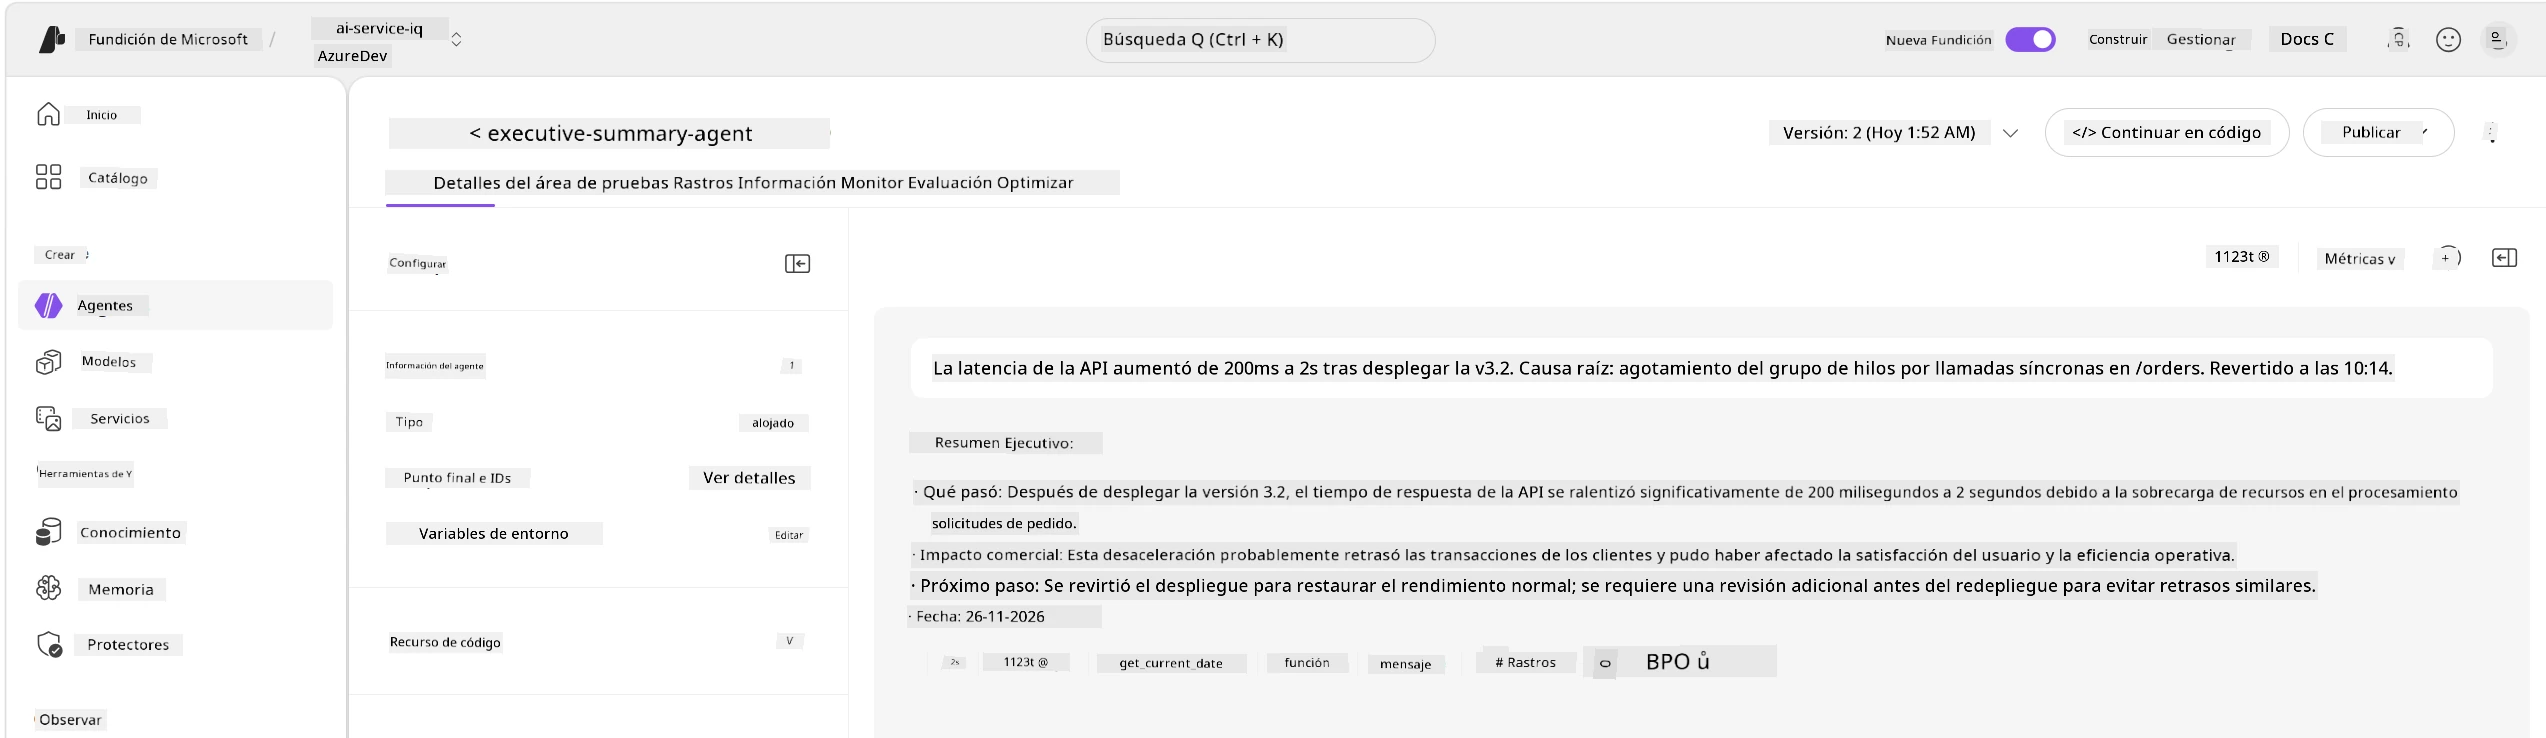 Fundición de Microsoft /
ai-service-iq
AzureDev
Búsqueda Q (Ctrl + K)
Nueva Fundición
Construir
Gestionar
Docs C
Inicio
Catálogo
Crear
Agentes
Modelos
Servicios
Herramientas de Y
Conocimiento
Memoria
Protectores
Observar
< executive-summary-agent
Versión: 2 (Hoy 1:52 AM)
</> Continuar en código
Publicar
Detalles del área de pruebas Rastros Información Monitor Evaluación Optimizar
Configurar
Información del agente
1
Tipo
alojado
Punto final e IDs
Ver detalles
Variables de entorno
Editar
Recurso de código
V
1123t ®
Métricas v
+
La latencia de la API aumentó de 200ms a 2s tras desplegar la v3.2. Causa raíz: agotamiento del grupo de hilos por llamadas síncronas en /orders. Revertido a las 10:14.
Resumen Ejecutivo:
· Qué pasó: Después de desplegar la versión 3.2, el tiempo de respuesta de la API se ralentizó significativamente de 200 milisegundos a 2 segundos debido a la sobrecarga de recursos en el procesamiento
solicitudes de pedido.
· Impacto comercial: Esta desaceleración probablemente retrasó las transacciones de los clientes y pudo haber afectado la satisfacción del usuario y la eficiencia operativa.
· Próximo paso: Se revirtió el despliegue para restaurar el rendimiento normal; se requiere una revisión adicional antes del redepliegue para evitar retrasos similares.
· Fecha: 26-11-2026
2s
1123t @
get_current_date
función
mensaje
# Rastros
BPO ů